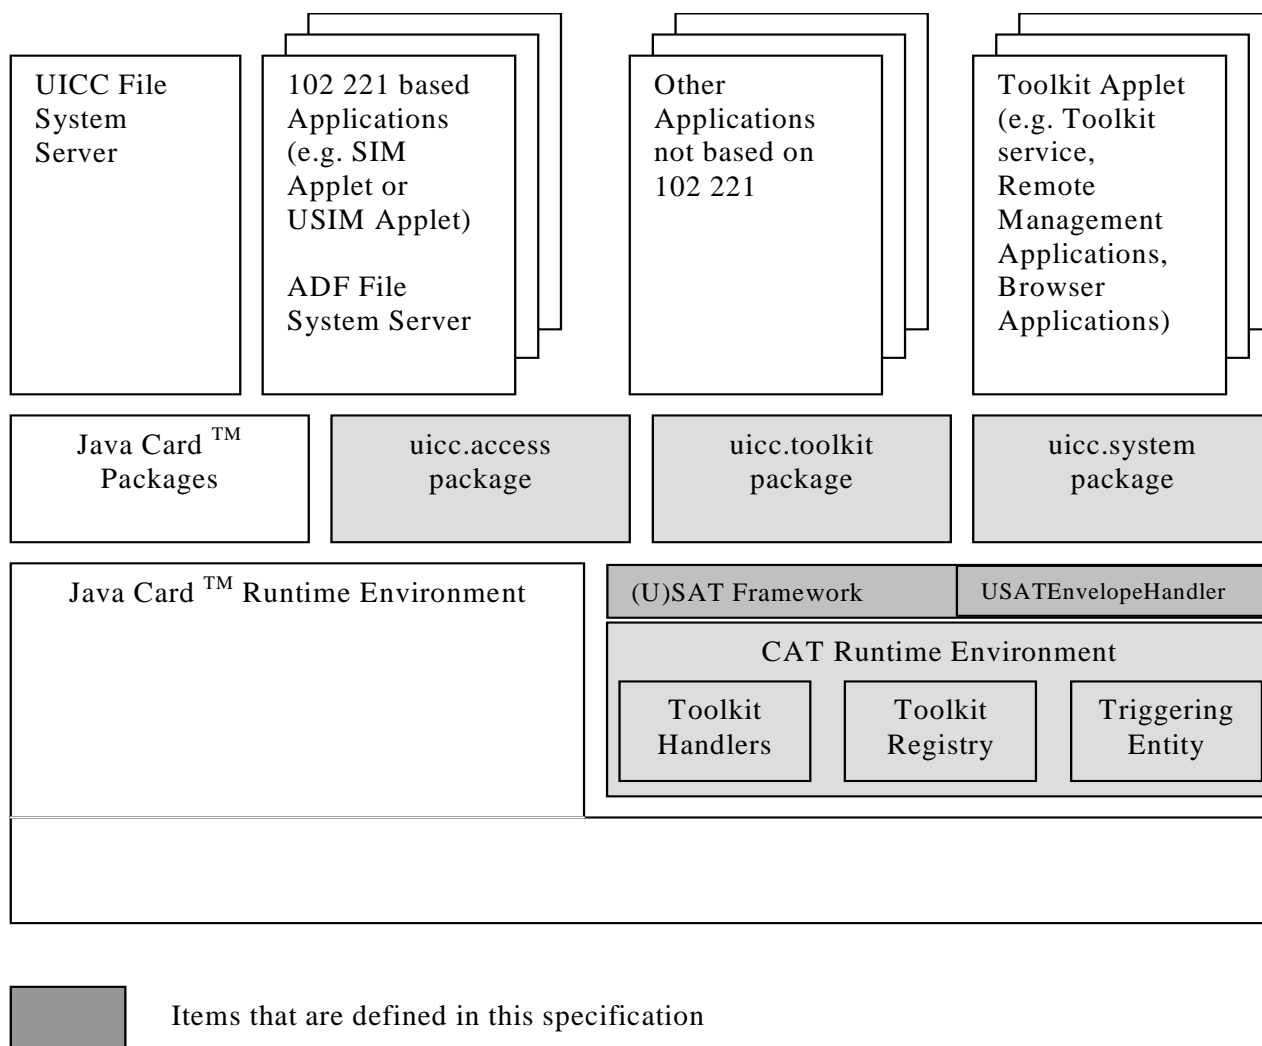 UICC File
System
Server
102 221 based
Applications
(e.g. SIM
Applet or
USIM Applet)
ADF File
System Server
Other
Applications
not based on
102 221
Toolkit Applet
(e.g. Toolkit
service,
Remote
Management
Applications,
Browser
Applications)
Java Card TM
Packages
uicc.access
package
uicc.toolkit
package
uicc.system
package
Java Card TM Runtime Environment
(U)SAT Framework
USATEnvelopeHandler
CAT Runtime Environment
Toolkit
Handlers
Toolkit
Registry
Triggering
Entity
Items that are defined in this specification